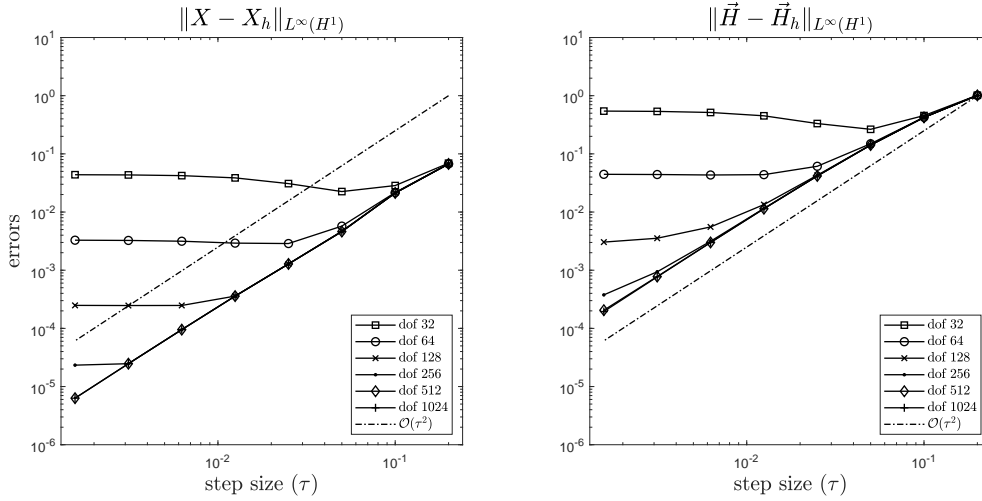 ‖X − X_h‖_{L^∞(H^1)}
10^1
10^0
10^{-1}
10^{-2}
10^{-3}
10^{-4}
10^{-5}
10^{-6}
errors
dof 32
dof 64
dof 128
dof 256
dof 512
dof 1024
𝒪(τ^2)
10^{-2}
10^{-1}
step size (τ)
‖\vec{H} − \vec{H}_h‖_{L^∞(H^1)}
10^1
10^0
10^{-1}
10^{-2}
10^{-3}
10^{-4}
10^{-5}
10^{-6}
dof 32
dof 64
dof 128
dof 256
dof 512
dof 1024
𝒪(τ^2)
10^{-2}
10^{-1}
step size (τ)